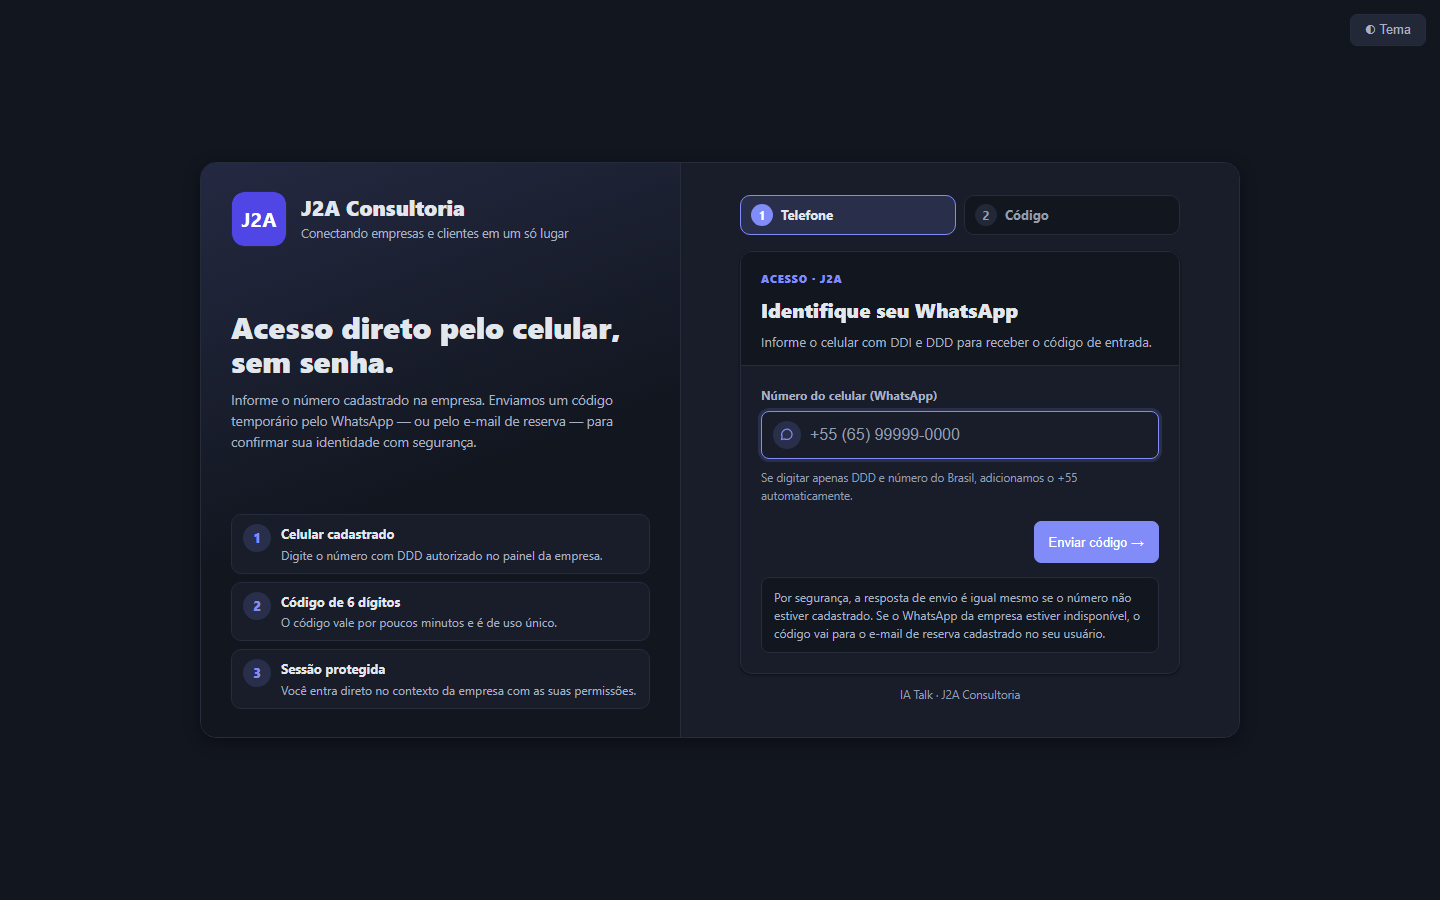 ◐ Tema
J2A
J2A Consultoria
Conectando empresas e clientes em um só lugar
Acesso direto pelo celular,
sem senha.
Informe o número cadastrado na empresa. Enviamos um código
temporário pelo WhatsApp — ou pelo e-mail de reserva — para
confirmar sua identidade com segurança.
1
Celular cadastrado
Digite o número com DDD autorizado no painel da empresa.
2
Código de 6 dígitos
O código vale por poucos minutos e é de uso único.
3
Sessão protegida
Você entra direto no contexto da empresa com as suas permissões.
1 Telefone
2 Código
ACESSO · J2A
Identifique seu WhatsApp
Informe o celular com DDI e DDD para receber o código de entrada.
Número do celular (WhatsApp)
+55 (65) 99999-0000
Se digitar apenas DDD e número do Brasil, adicionamos o +55
automaticamente.
Enviar código →
Por segurança, a resposta de envio é igual mesmo se o número não
estiver cadastrado. Se o WhatsApp da empresa estiver indisponível, o
código vai para o e-mail de reserva cadastrado no seu usuário.
IA Talk · J2A Consultoria